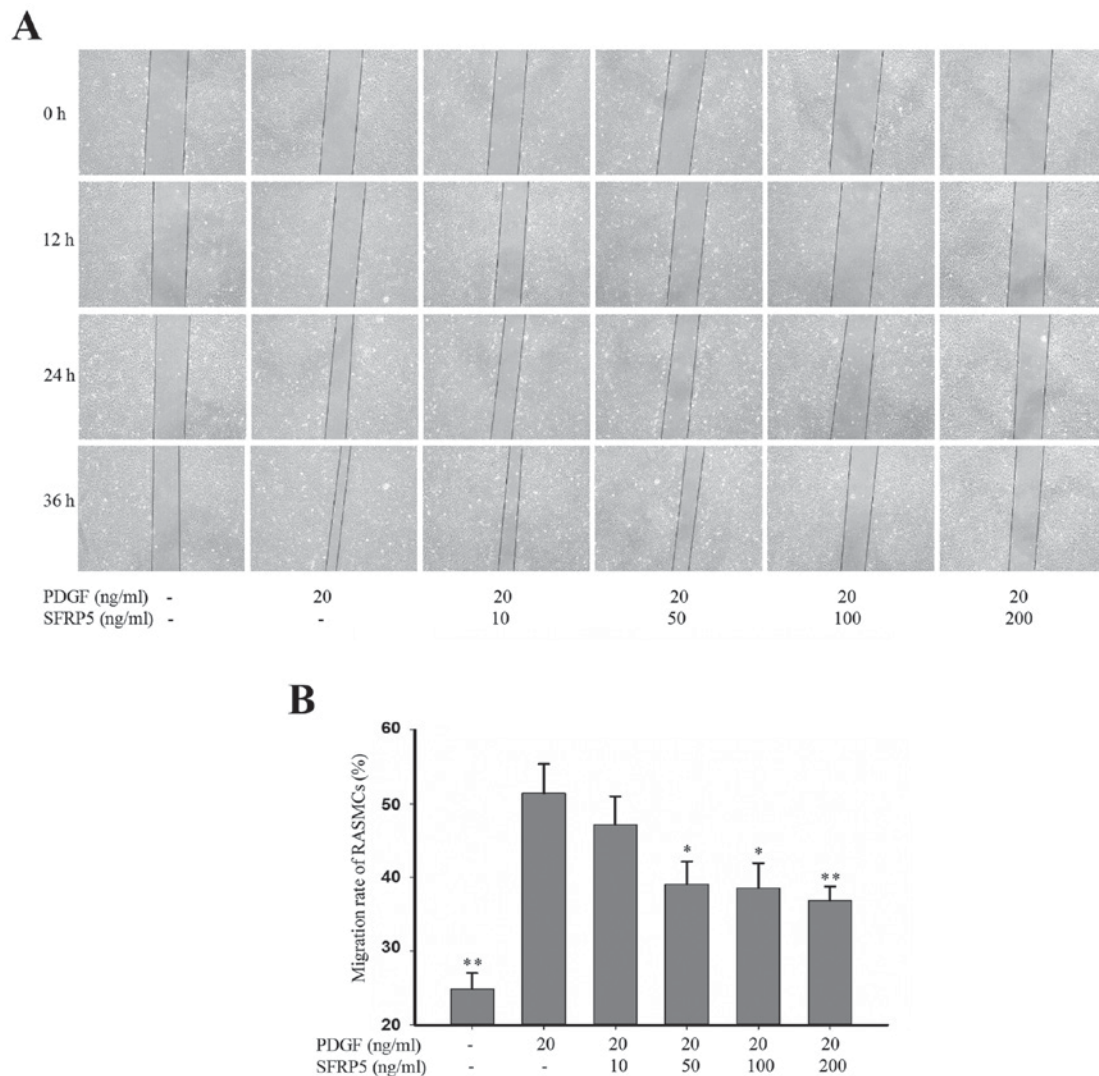 A
0 h
12 h
24 h
36 h
PDGF (ng/ml) - 20 20 20 20 20
SFRP5 (ng/ml) - - 10 50 100 200
B
Migration rate of RASMCs (%)
60
50
40
30
20
** * * **
PDGF (ng/ml) - 20 20 20 20 20
SFRP5 (ng/ml) - - 10 50 100 200